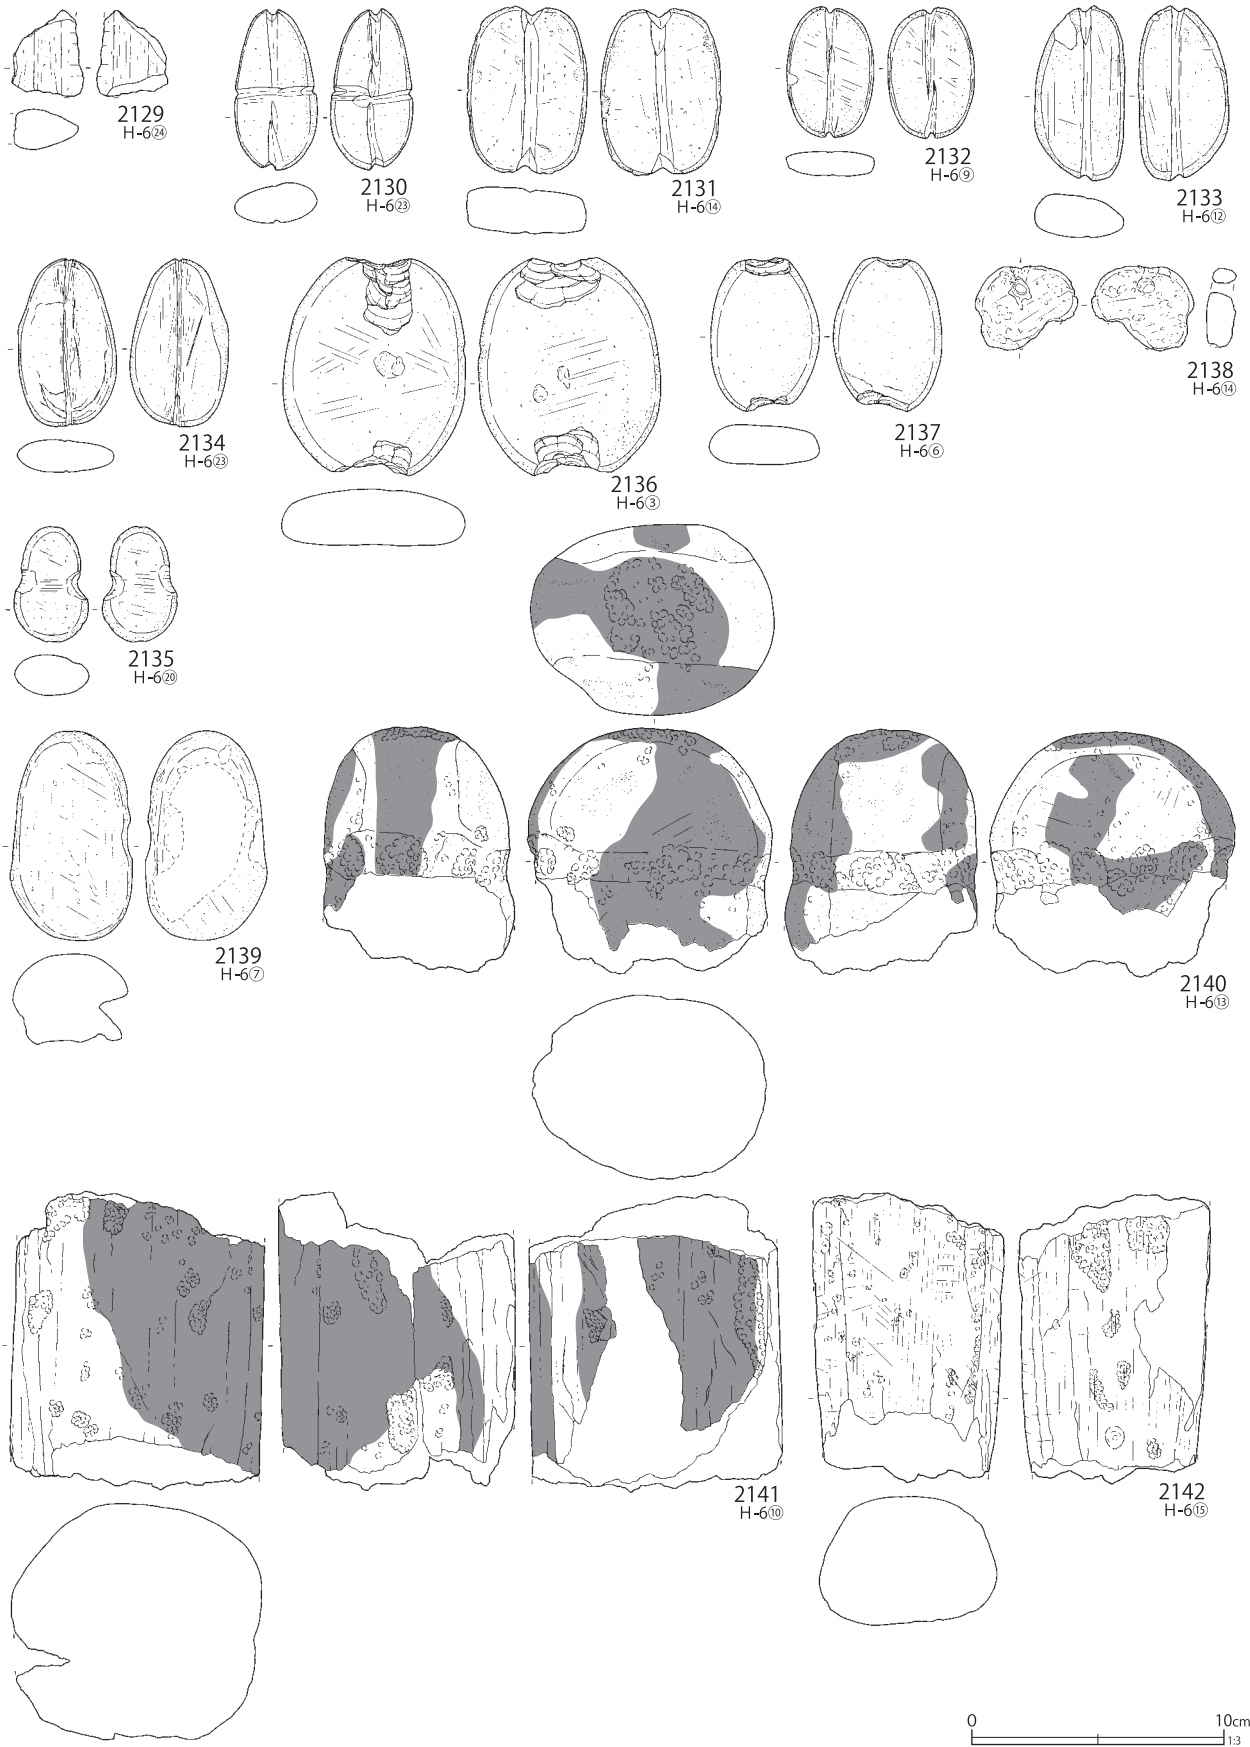 2129
H-6㉔
2130
H-6㉓
2131
H-6⑭
2132
H-6⑨
2133
H-6⑫
2134
H-6㉓
2136
H-6③
2137
H-6⑥
2138
H-6⑭
2135
H-6⑳
2139
H-6⑦
2140
H-6⑬
2141
H-6⑩
2142
H-6⑮
0 10cm
1:3